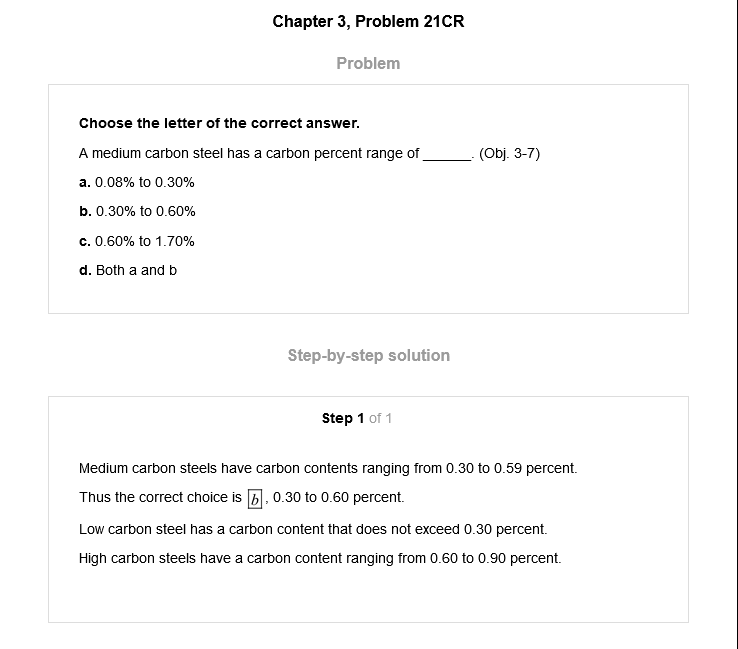 Chapter 3, Problem 21CR
Problem
Choose the letter of the correct answer.
A medium carbon steel has a carbon percent range of ______. (Obj. 3-7)
a. 0.08% to 0.30%
b. 0.30% to 0.60%
c. 0.60% to 1.70%
d. Both a and b
Step-by-step solution
Step 1 of 1
Medium carbon steels have carbon contents ranging from 0.30 to 0.59 percent.
Thus the correct choice is b, 0.30 to 0.60 percent.
Low carbon steel has a carbon content that does not exceed 0.30 percent.
High carbon steels have a carbon content ranging from 0.60 to 0.90 percent.